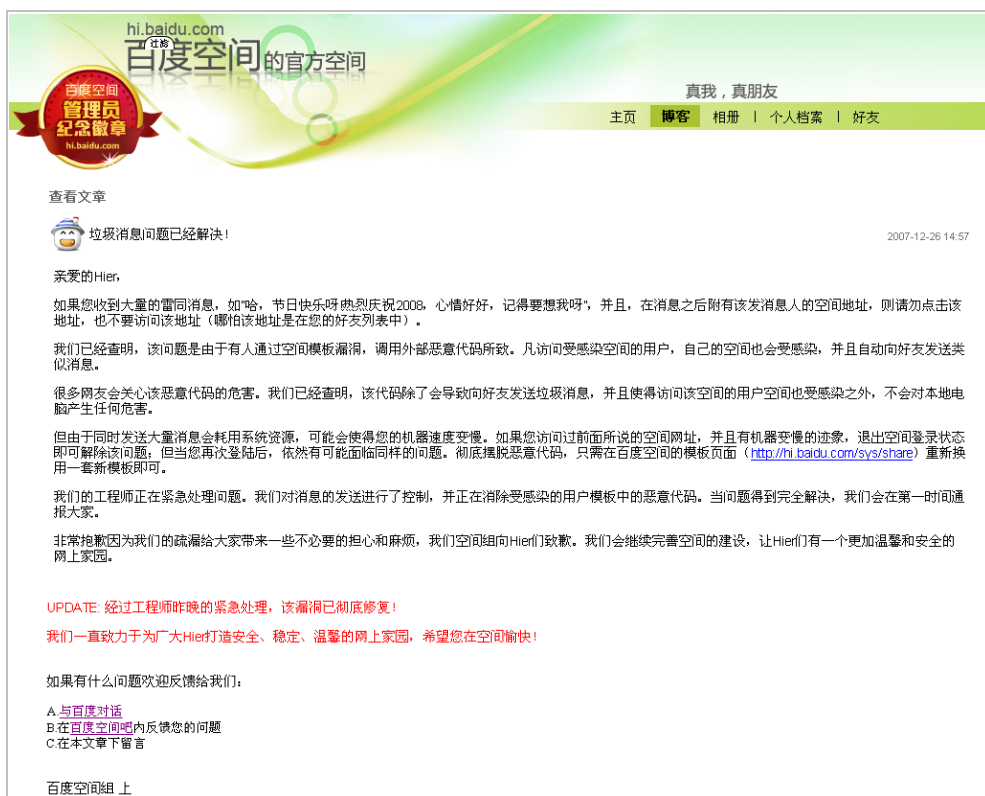 hi.baidu.com
过龄
百度空间的官方空间
百度空间
管理员
纪念徽章
hi.baidu.com
真我，真朋友
主页 博客 相册 | 个人档案 | 好友
查看文章
垃圾消息问题已经解决！
2007-12-26 14:57
亲爱的Hier，
如果您收到大量的雷同消息，如"哈，节日快乐呀热烈庆祝2008，心情好好，记得要想我呀"，并且，在消息之后附有该发消息人的空间地址，则请勿点击该
地址，也不要访问该地址（哪怕该地址是在您的好友列表中）。
我们已经查明，该问题是由于有人通过空间模板漏洞，调用外部恶意代码所致。凡访问受感染空间的用户，自己的空间也会受感染，并且自动向好友发送类
似消息。
很多网友会关心该恶意代码的危害。我们已经查明，该代码除了会导致向好友发送垃圾消息，并且使得访问该空间的用户空间也受感染之外，不会对本地电
脑产生任何危害。
但由于同时发送大量消息会耗用系统资源，可能会使得您的机器速度变慢。如果您访问过前面所说的空间网址，并且有机器变慢的迹象，退出空间登录状态
即可解除该问题；但当您再次登陆后，依然有可能面临同样的问题。彻底摆脱恶意代码，只需在百度空间的模板页面（http://hi.baidu.com/sys/share）重新换
用一套新模板即可。
我们的工程师正在紧急处理问题。我们对消息的发送进行了控制，并正在消除受感染的用户模板中的恶意代码。当问题得到完全解决，我们会在第一时间通
报大家。
非常抱歉因为我们的疏漏给大家带来一些不必要的担心和麻烦，我们空间组向Hier们致歉。我们会继续完善空间的建设，让Hier们有一个更加温馨和安全的
网上家园。
UPDATE: 经过工程师昨晚的紧急处理，该漏洞已彻底修复！
我们一直致力于为广大Hier打造安全、稳定、温馨的网上家园，希望您在空间愉快！
如果有什么问题欢迎反馈给我们：
A.与百度对话
B.在百度空间吧内反馈您的问题
C.在本文章下留言
百度空间组 上